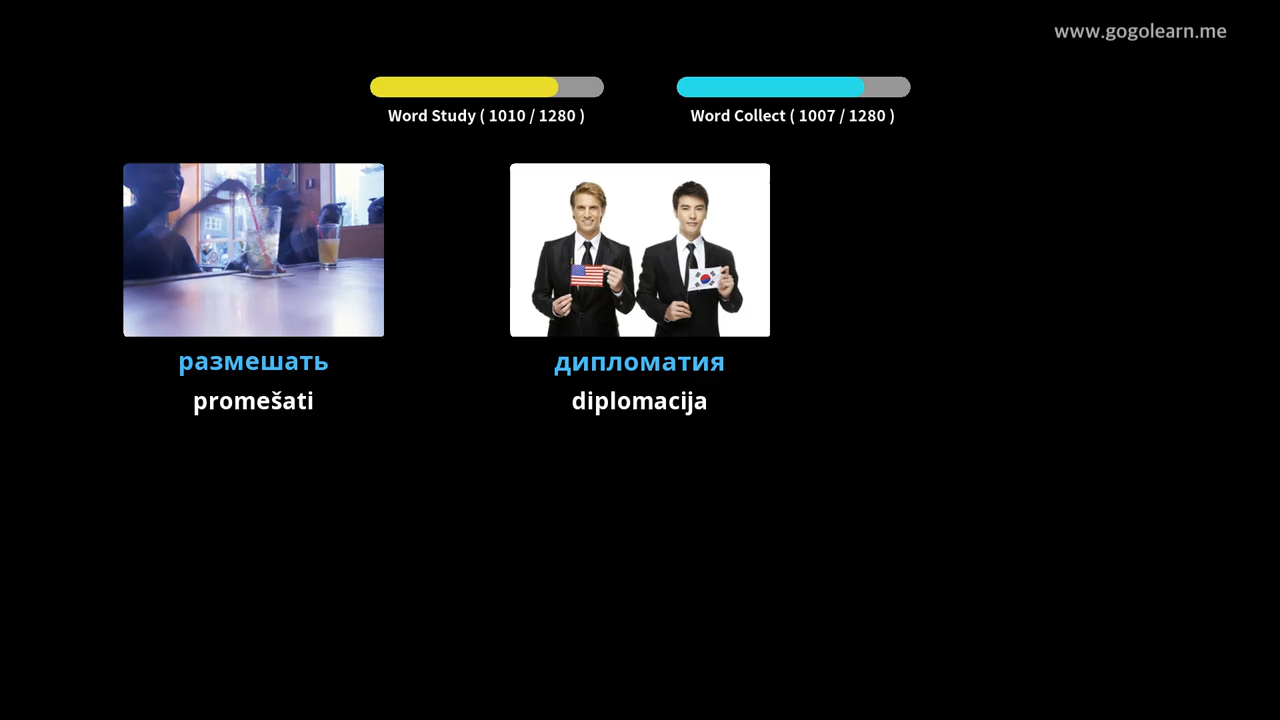 www.gogolearn.me
Word Study ( 1010 / 1280 )
Word Collect ( 1007 / 1280 )
размешать
promešati
дипломатия
diplomacija